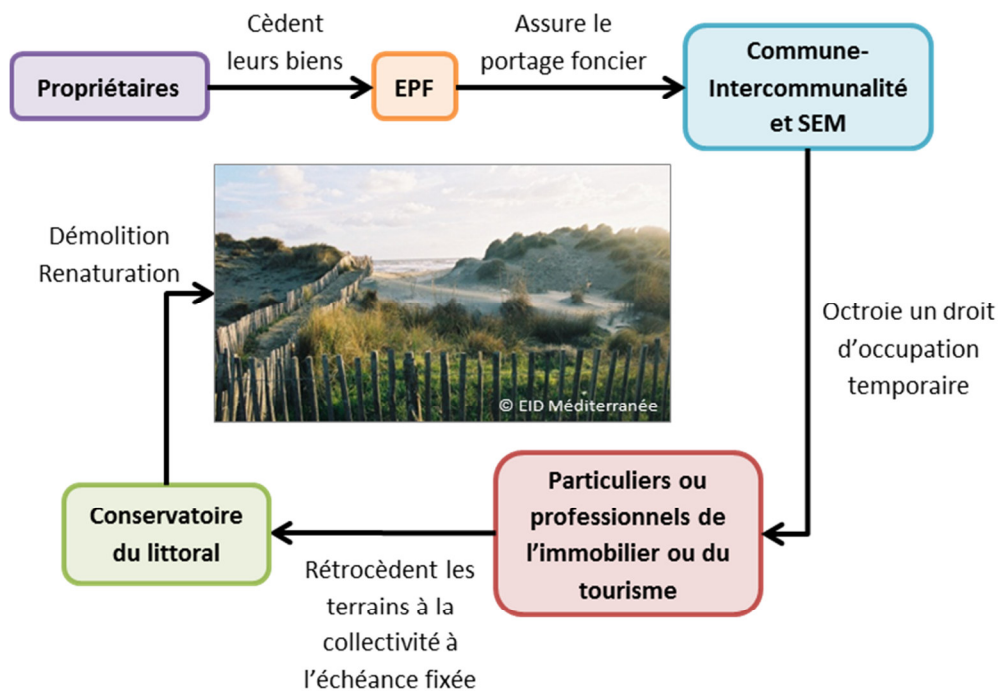 Cèdent
leurs biens
Assure le
portage foncier
Propriétaires
EPF
Commune-
Intercommunalité
et SEM
Démolition
Renaturation
© EID Méditerranée
Octroie un droit
d’occupation
temporaire
Particuliers ou
professionnels de
l’immobilier ou du
tourisme
Rétrocèdent les
terrains à la
collectivité à
l’échéance fixée
Conservatoire
du littoral